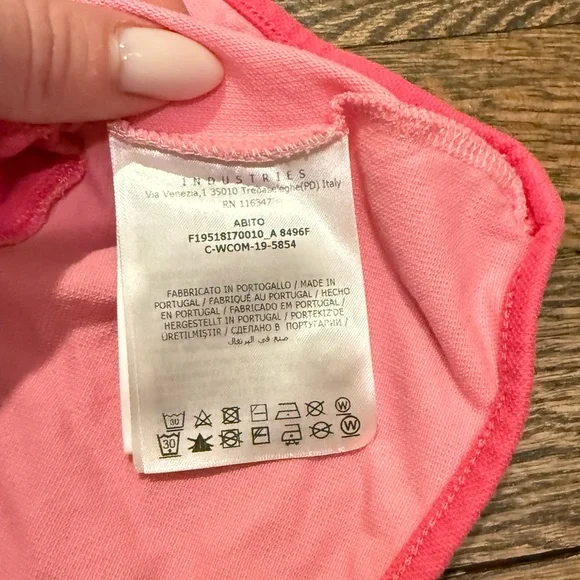 INDUSTRIES
Via Venezia,1 35010 Trebaseleghe(PD) Italy
RN 116347
ABITO
F19518I70010_A 8496F
C-WCOM-19-5854
FABBRICATO IN PORTOGALLO / MADE IN
PORTUGAL / FABRIQUÉ AU PORTUGAL / HECHO
EN PORTUGAL / FABRICADO EM PORTUGAL /
HERGESTELLT IN PORTUGAL / PORTEKIZ'DE
ÜRETILMIŞTIR / СДЕЛАНО В ПОРТУГАЛИИ /
صنع في البرتغال
30 W
30 W